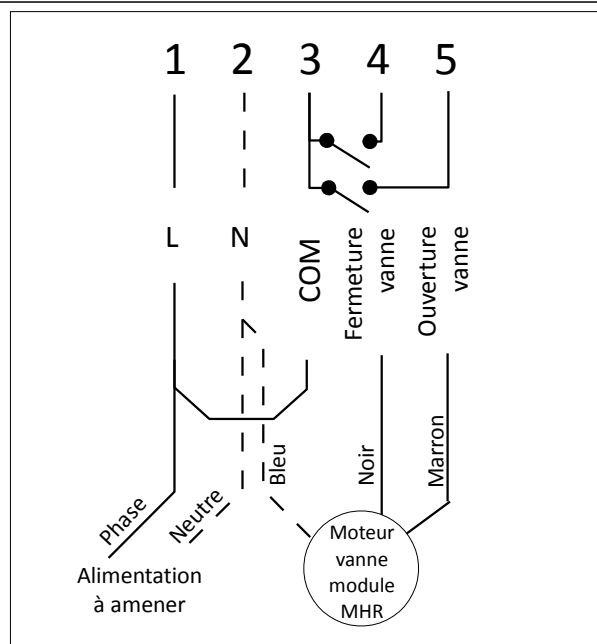 1 2 3 4 5
L N COM Fermeture vanne Ouverture vanne
Bleu Noir Marron
Phase Neutre
Alimentation
à amener
Moteur
vanne
module
MHR